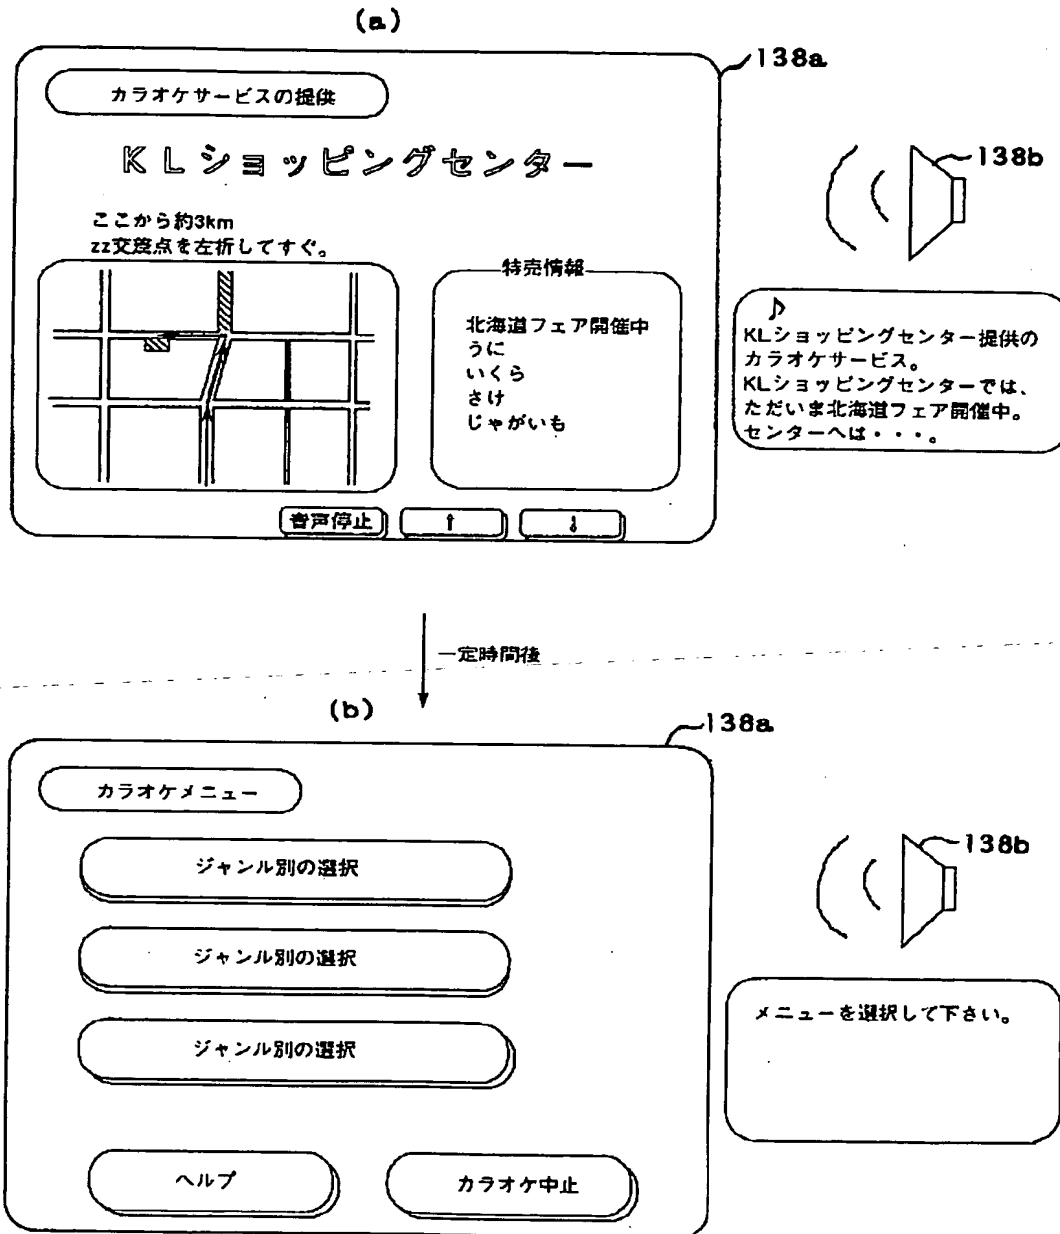 (a)
138a
カラオケサービスの提供
KLショッピングセンター
138b
ここから約3km
zz交差点を左折してすぐ。
特売情報
北海道フェア開催中
うに
いくら
さけ
じゃがいも
♪
KLショッピングセンター提供の
カラオケサービス。
KLショッピングセンターでは、
ただいま北海道フェア開催中。
センターへは・・・。
音声停止
↑
↓
一定時間後
(b)
138a
カラオケメニュー
138b
ジャンル別の選択
ジャンル別の選択
ジャンル別の選択
メニューを選択して下さい。
ヘルプ
カラオケ中止